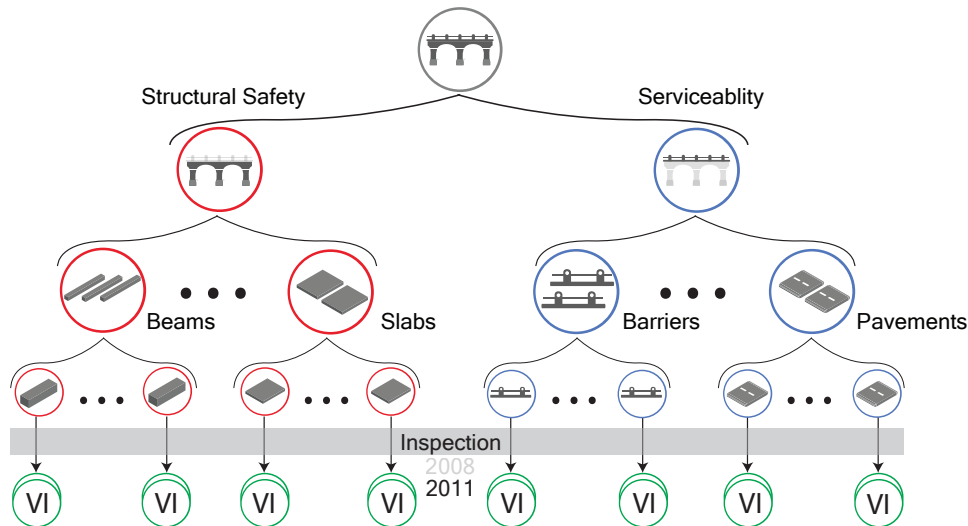 Structural Safety
Serviceablity
Beams
Slabs
Barriers
Pavements
Inspection
2008
2011
VI VI VI VI VI VI VI VI